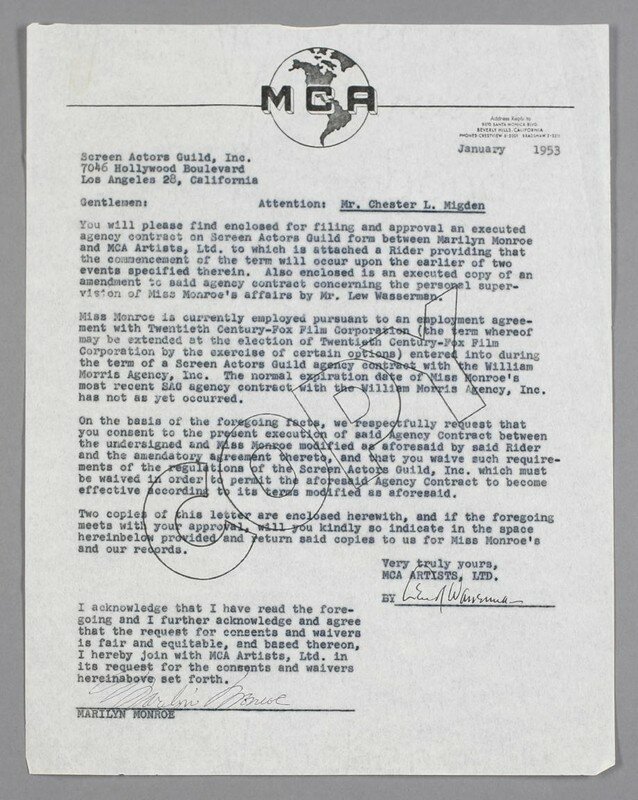 MCA
Address Reply to
9370 SANTA MONICA BLVD.
BEVERLY HILLS, CALIFORNIA
PHONES CRESTVIEW 6-2001 BRADSHAW 2-3211
January 1953
Screen Actors Guild, Inc.
7046 Hollywood Boulevard
Los Angeles 28, California
Gentlemen: Attention: Mr. Chester L. Migden
You will please find enclosed for filing and approval an executed
agency contract on Screen Actors Guild form between Marilyn Monroe
and MCA Artists, Ltd. to which is attached a Rider providing that
the commencement of the term will occur upon the earlier of two
events specified therein. Also enclosed is an executed copy of an
amendment to said agency contract concerning the personal super-
vision of Miss Monroe's affairs by Mr. Lew Wasserman.
Miss Monroe is currently employed pursuant to an employment agree-
ment with Twentieth Century-Fox Film Corporation (the term whereof
may be extended at the election of Twentieth Century-Fox Film
Corporation by the exercise of certain options) entered into during
the term of a Screen Actors Guild agency contract with the William
Morris Agency, Inc. The normal expiration date of Miss Monroe's
most recent SAG agency contract with the William Morris Agency, Inc.
has not as yet occurred.
On the basis of the foregoing facts, we respectfully request that
you consent to the present execution of said Agency Contract between
the undersigned and Miss Monroe modified as aforesaid by said Rider
and the amendatory agreement thereto, and that you waive such require-
ments of the regulations of the Screen Actors Guild, Inc. which must
be waived in order to permit the aforesaid Agency Contract to become
effective according to its terms modified as aforesaid.
Two copies of this letter are enclosed herewith, and if the foregoing
meets with your approval, will you kindly so indicate in the space
hereinbelow provided and return said copies to us for Miss Monroe's
and our records.
COPY
Very truly yours,
MCA ARTISTS, LTD.
BY Lew R Wasserman
I acknowledge that I have read the fore-
going and I further acknowledge and agree
that the request for consents and waivers
is fair and equitable, and based thereon,
I hereby join with MCA Artists, Ltd. in
its request for the consents and waivers
hereinabove set forth.
Marilyn Monroe
MARILYN MONROE